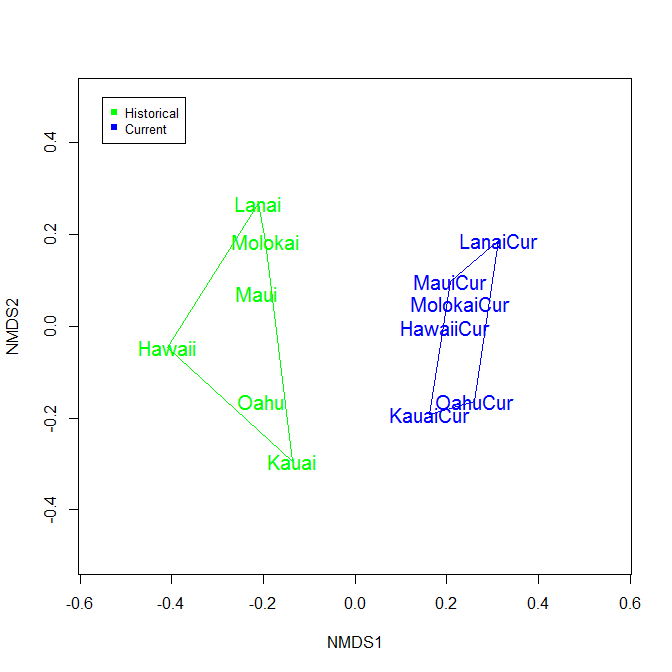 Historical
Current
Lanai
Molokai
Maui
Hawaii
Oahu
Kauai
LanaiCur
MauiCur
MolokaiCur
HawaiiCur
OahuCur
KauaiCur
0.4
0.2
0.0
-0.2
-0.4
NMDS2
-0.6
-0.4
-0.2
0.0
0.2
0.4
0.6
NMDS1